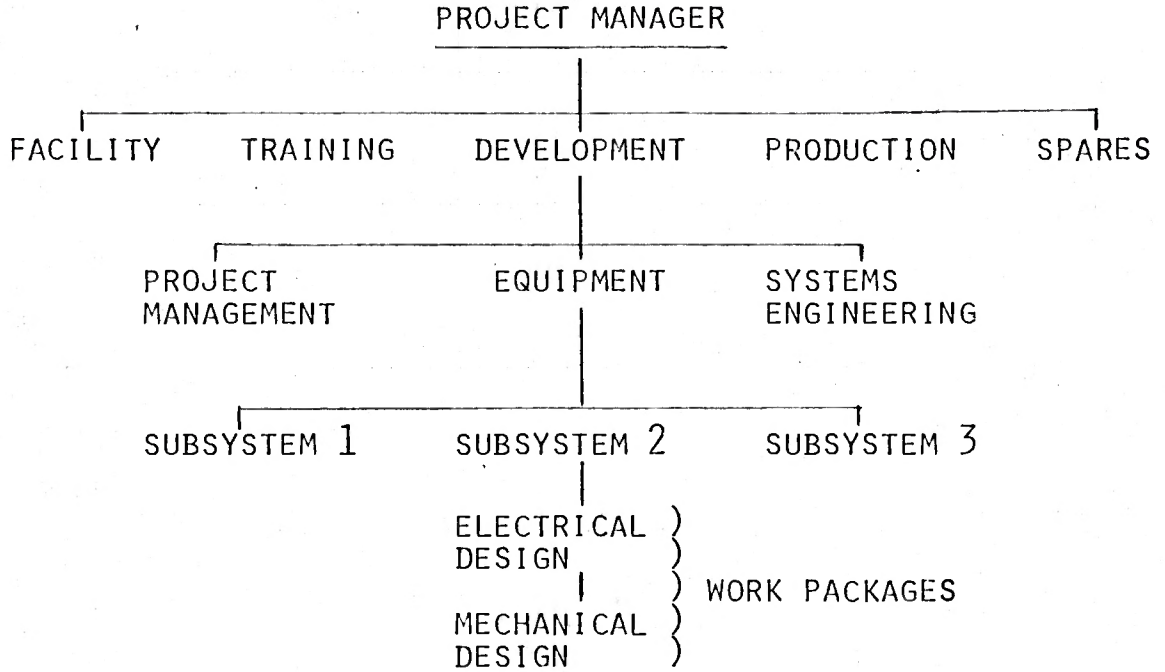 PROJECT MANAGER
FACILITY TRAINING DEVELOPMENT PRODUCTION SPARES
PROJECT MANAGEMENT
EQUIPMENT
SYSTEMS ENGINEERING
SUBSYSTEM 1 SUBSYSTEM 2 SUBSYSTEM 3
ELECTRICAL )
DESIGN )
) WORK PACKAGES
MECHANICAL )
DESIGN )